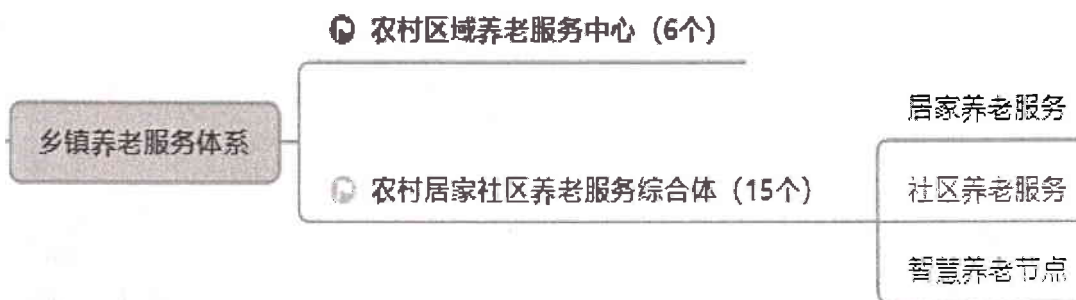 农村区域养老服务中心（6个）
乡镇养老服务体系
居家养老服务
农村居家社区养老服务综合体（15个）
社区养老服务
智慧养老节点